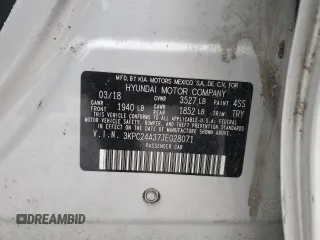 MFD. BY KIA MOTORS MEXICO S.A. DE C.V. FOR
HYUNDAI MOTOR COMPANY
03/18 GVWR 3527 LB PAINT 4SS
GAWR FRONT 1940 LB GAWR REAR 1852 LB TRIM TRY
THIS VEHICLE CONFORMS TO ALL APPLICABLE
U.S.A. FEDERAL MOTOR VEHICLE SAFETY,
BUMPER, AND THEFT PREVENTION STANDARDS
IN EFFECT ON THE DATE OF MANUFACTURE
SHOWN ABOVE.
V.I.N. 3KPC24A37JE028071
PASSENGER CAR
DREAMBID